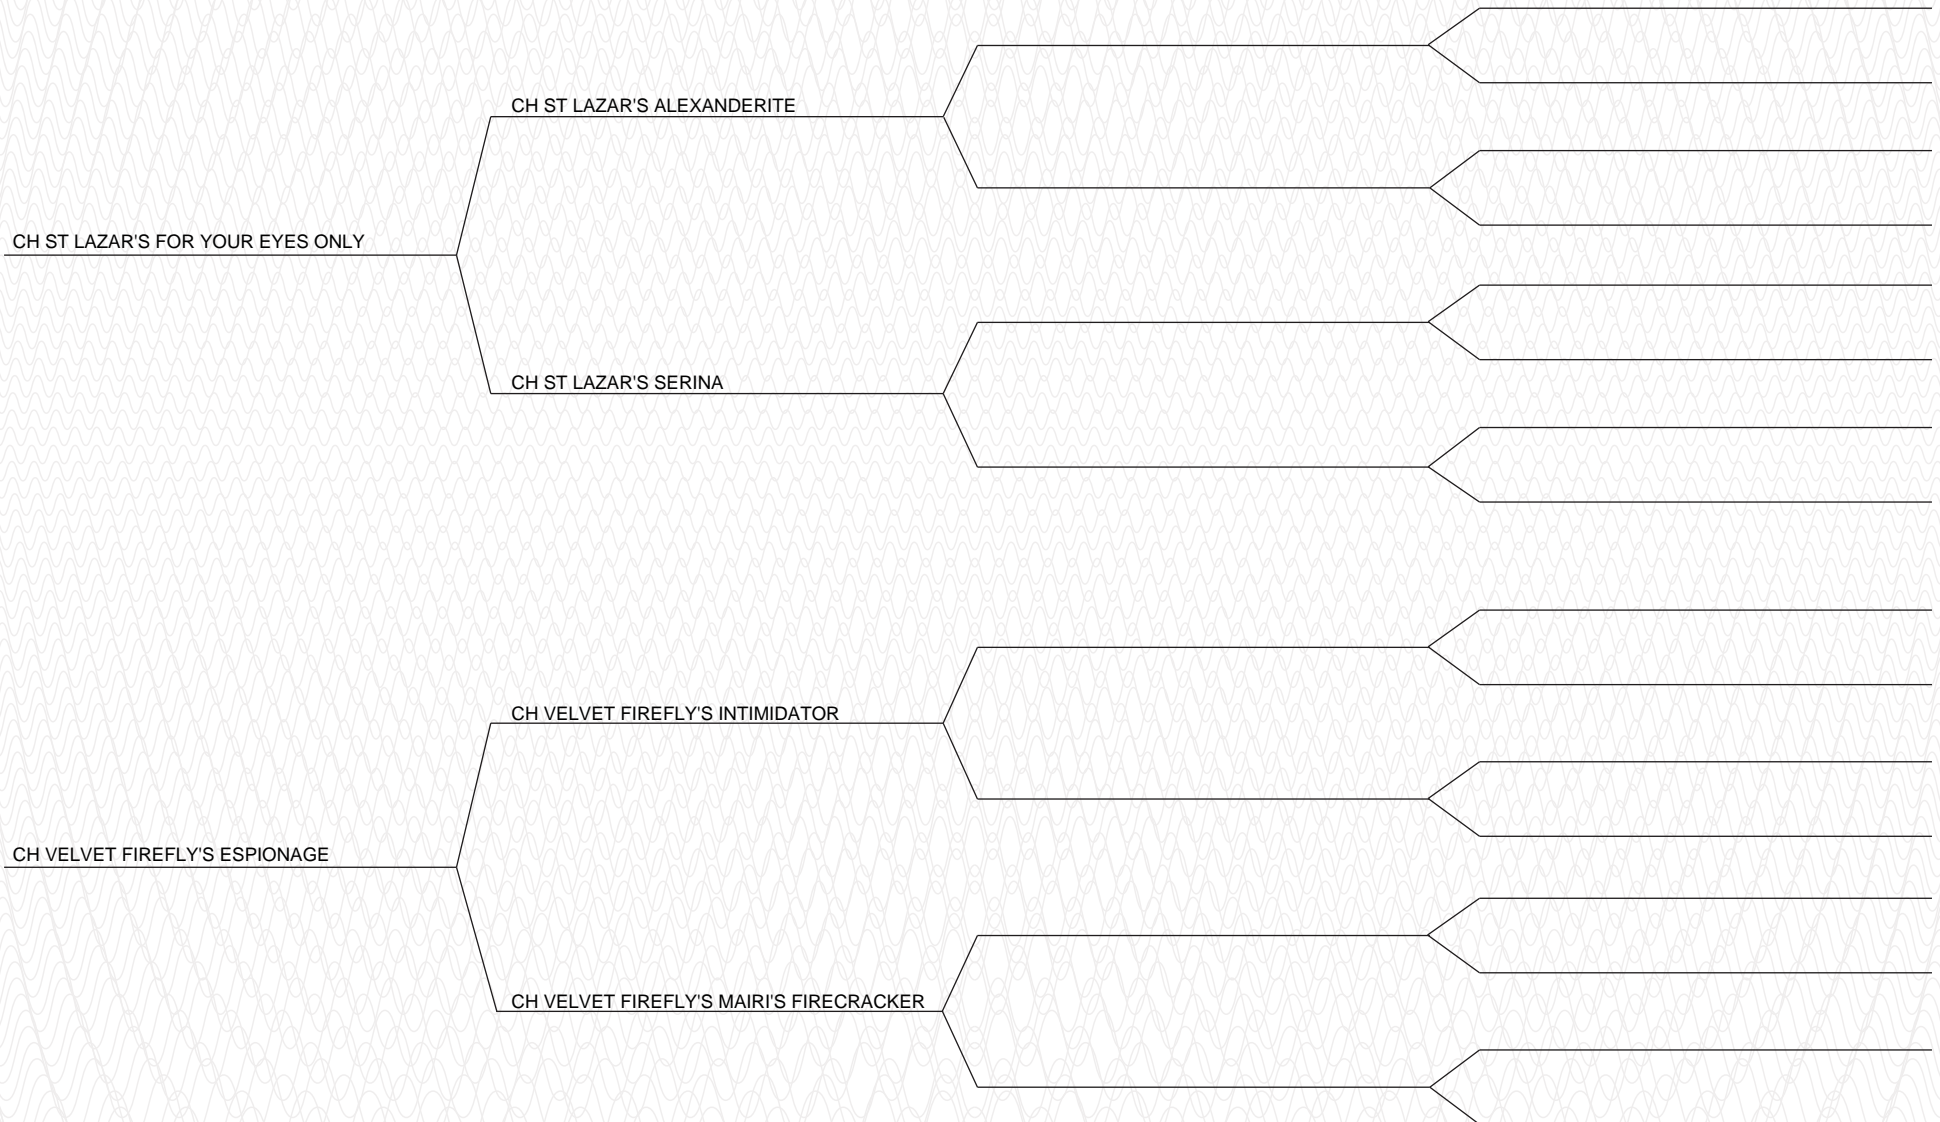 CH ST LAZAR'S ALEXANDERITE
CH ST LAZAR'S FOR YOUR EYES ONLY
CH ST LAZAR'S SERINA
CH VELVET FIREFLY'S INTIMIDATOR
CH VELVET FIREFLY'S ESPIONAGE
CH VELVET FIREFLY'S MAIRI'S FIRECRACKER